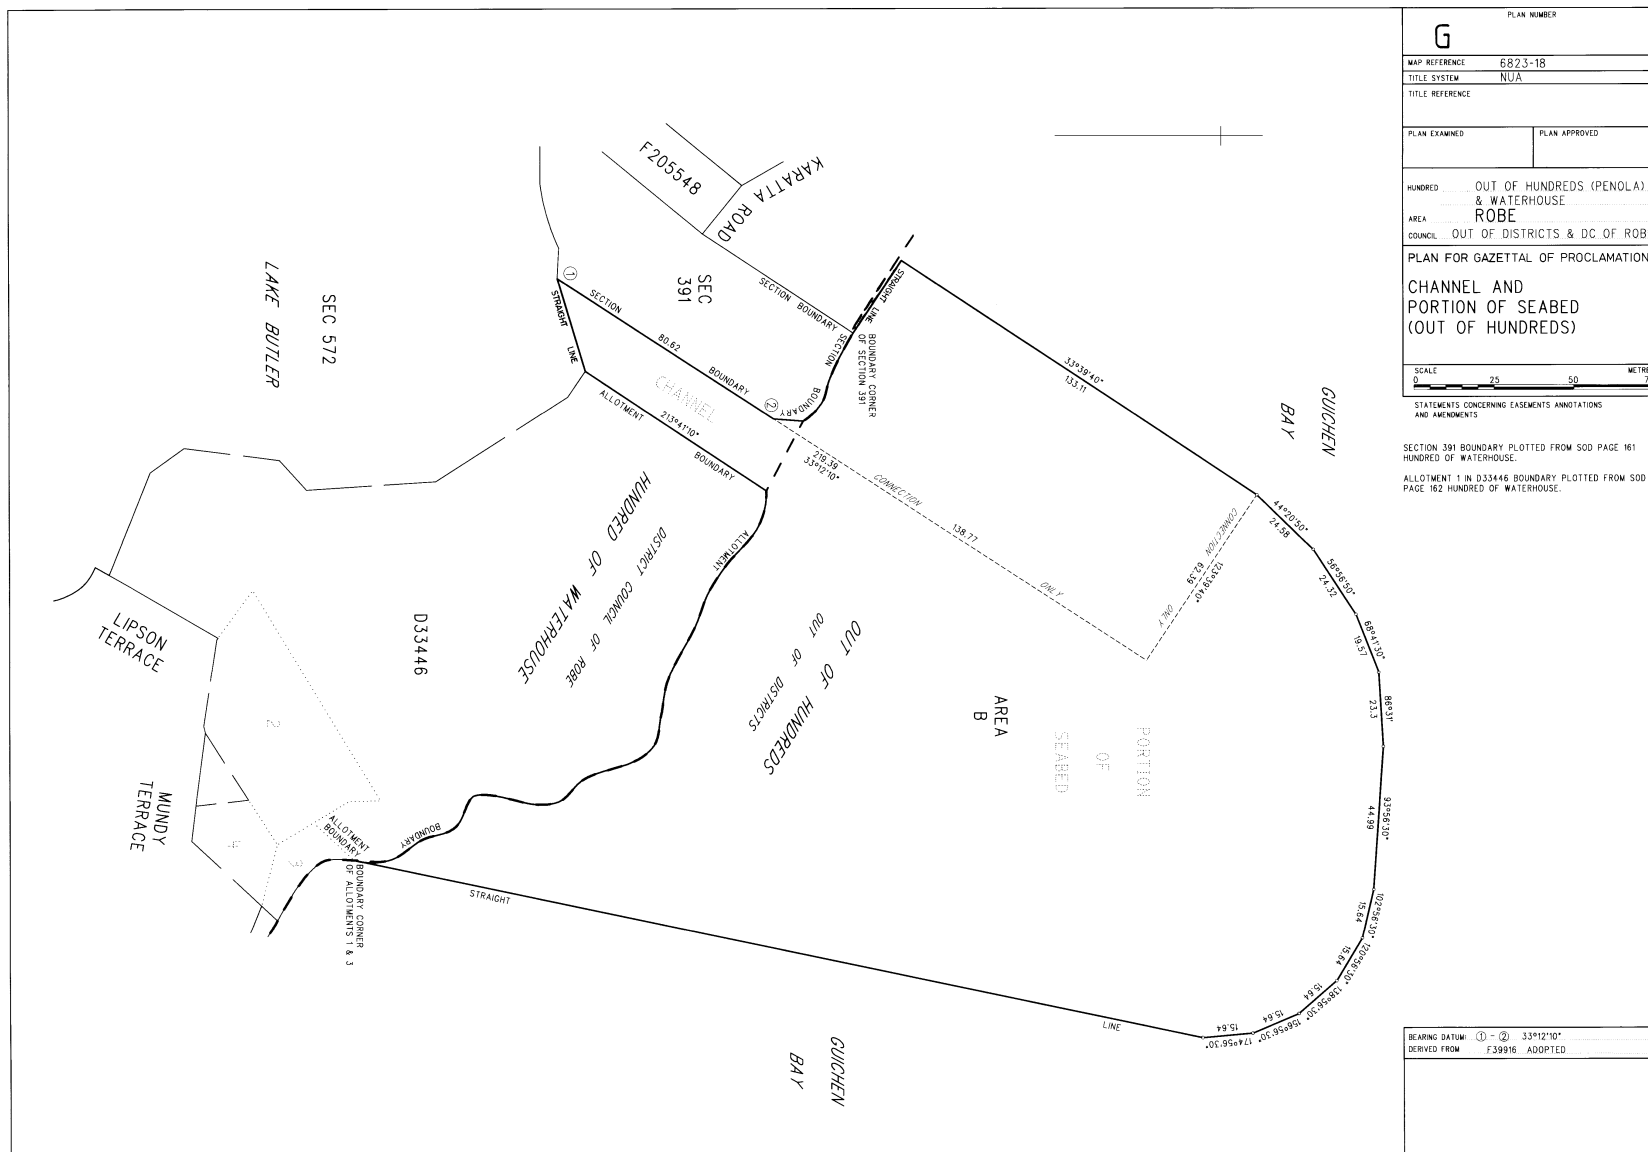 PLAN NUMBER
G
MAP REFERENCE 6823-18
TITLE SYSTEM NUA
TITLE REFERENCE
PLAN EXAMINED
PLAN APPROVED
HUNDRED OUT OF HUNDREDS (PENOLA)
& WATERHOUSE
AREA ROBE
COUNCIL OUT OF DISTRICTS & DC OF ROB
PLAN FOR GAZETTAL OF PROCLAMATION
CHANNEL AND
PORTION OF SEABED
(OUT OF HUNDREDS)
SCALE METRE
0 25 50 7
STATEMENTS CONCERNING EASEMENTS ANNOTATIONS
AND AMENDMENTS
SECTION 391 BOUNDARY PLOTTED FROM SOD PAGE 161
HUNDRED OF WATERHOUSE.
ALLOTMENT 1 IN D33446 BOUNDARY PLOTTED FROM SOD
PAGE 162 HUNDRED OF WATERHOUSE.
BEARING DATUM: ① - ② 33°12'10"
DERIVED FROM F39916 ADOPTED
F205548
KARATTA ROAD
SEC
391
SECTION BOUNDARY
SECTION BOUNDARY
STRAIGHT LINE
BOUNDARY CORNER
OF SECTION 391
①
SECTION
80.62
BOUNDARY
②
STRAIGHT LINE
CHANNEL
ALLOTMENT
213°41'10"
BOUNDARY
SEC 572
LAKE BUTLER
219.39
33°12'10"
CONNECTION
138.77
ONLY
33°39'40"
133.11
GUICHEN
BAY
CONNECTION
123°39'40"
62.39
ONLY
44°20'50"
24.58
56°56'50"
24.32
68°41'30"
19.57
86°31'
23.3
93°56'30"
44.99
102°56'30"
15.64
120°56'30"
15.64
138°56'30"
15.64
156°56'30"
15.64
174°56'30"
15.64
HUNDRED OF WATERHOUSE
DISTRICT COUNCIL OF ROBE
ALLOTMENT
OUT OF DISTRICTS
OUT OF HUNDREDS
AREA
B
PORTION
OF
SEABED
D33446
LIPSON
TERRACE
MUNDY
TERRACE
2
4
3
ALLOTMENT
BOUNDARY
BOUNDARY
BOUNDARY CORNER
OF ALLOTMENTS 1 & 3
STRAIGHT
LINE
GUICHEN
BAY